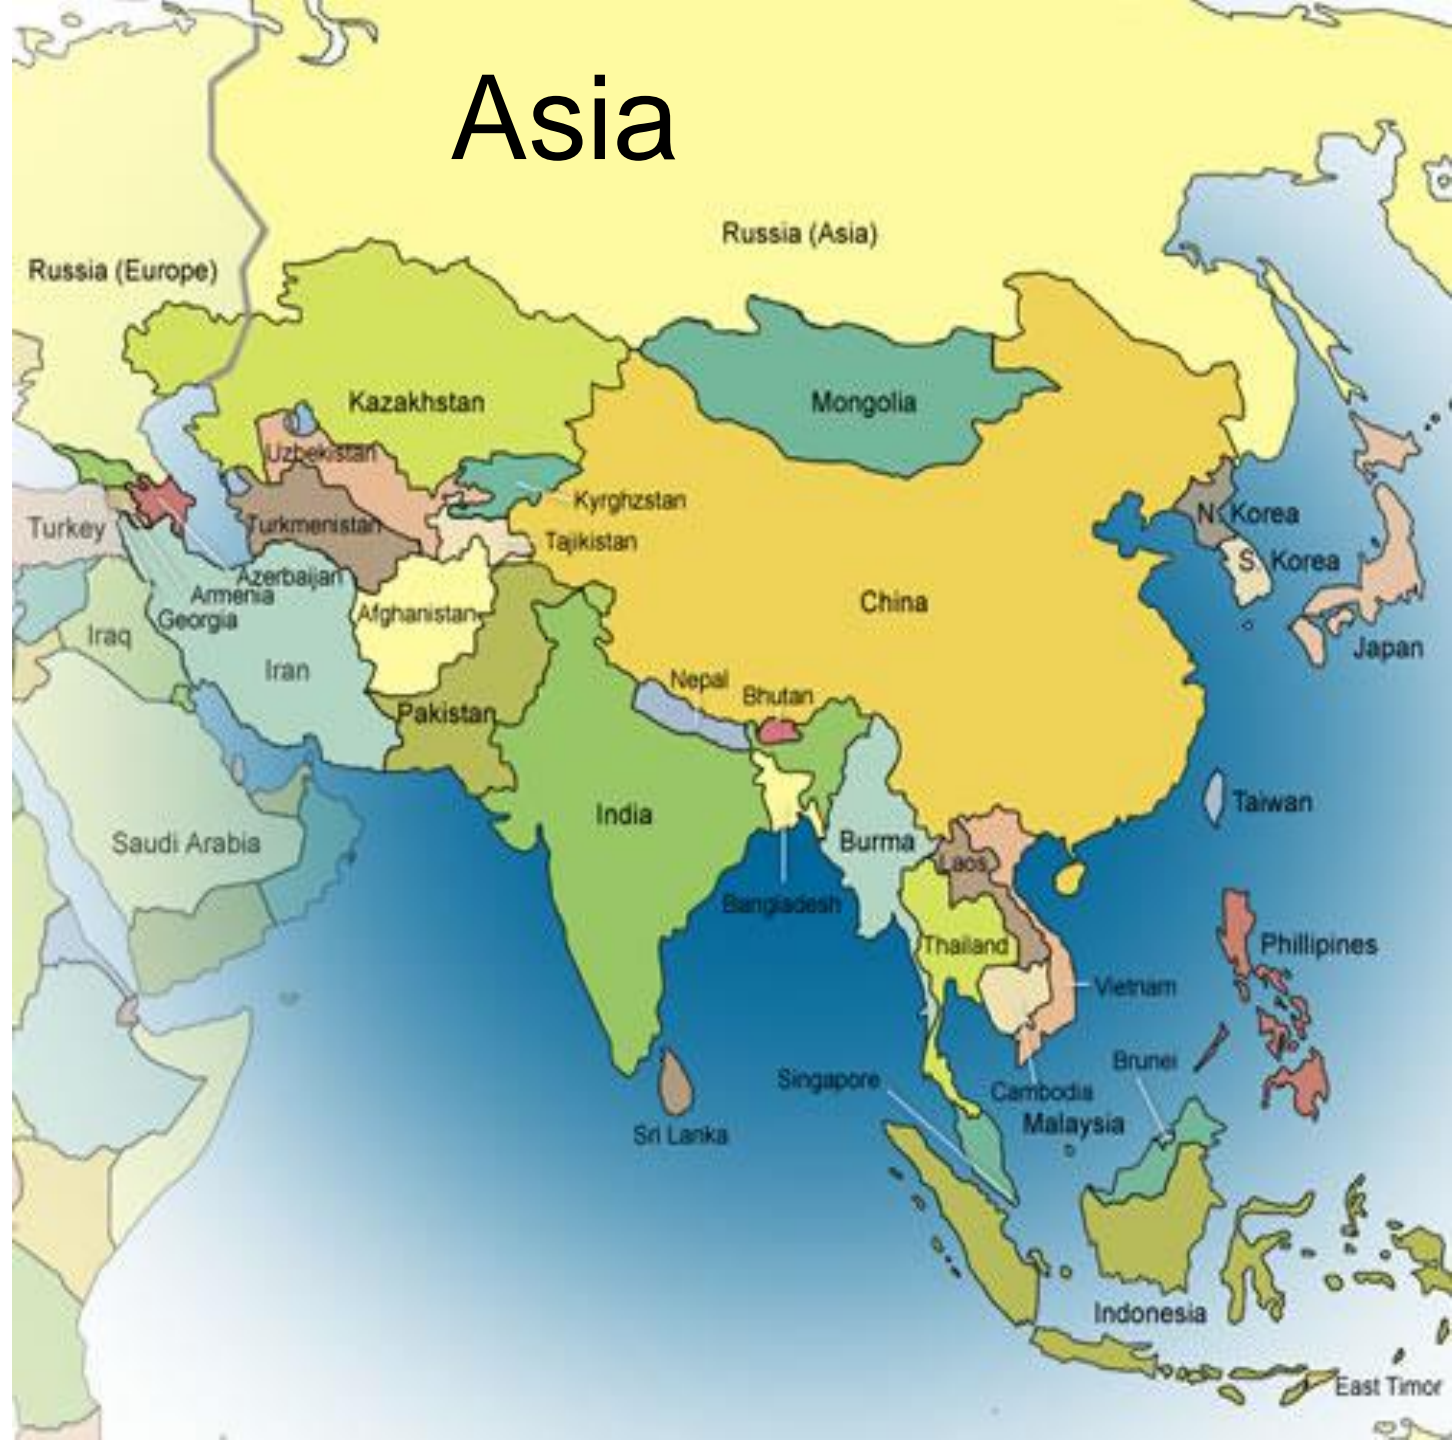 Asia
Russia (Asia)
Russia (Europe)
Kazakhstan
Mongolia
Uzbekistan
Kyrghzstan
Turkmenistan
Tajikistan
Turkey
N. Korea
S. Korea
Azerbaijan
Armenia
Georgia
Afghanistan
China
Iraq
Iran
Japan
Nepal
Bhutan
Pakistan
Taiwan
India
Saudi Arabia
Burma
Laos
Bangladesh
Thailand
Phillipines
Vietnam
Brunei
Singapore
Cambodia
Malaysia
Sri Lanka
Indonesia
East Timor